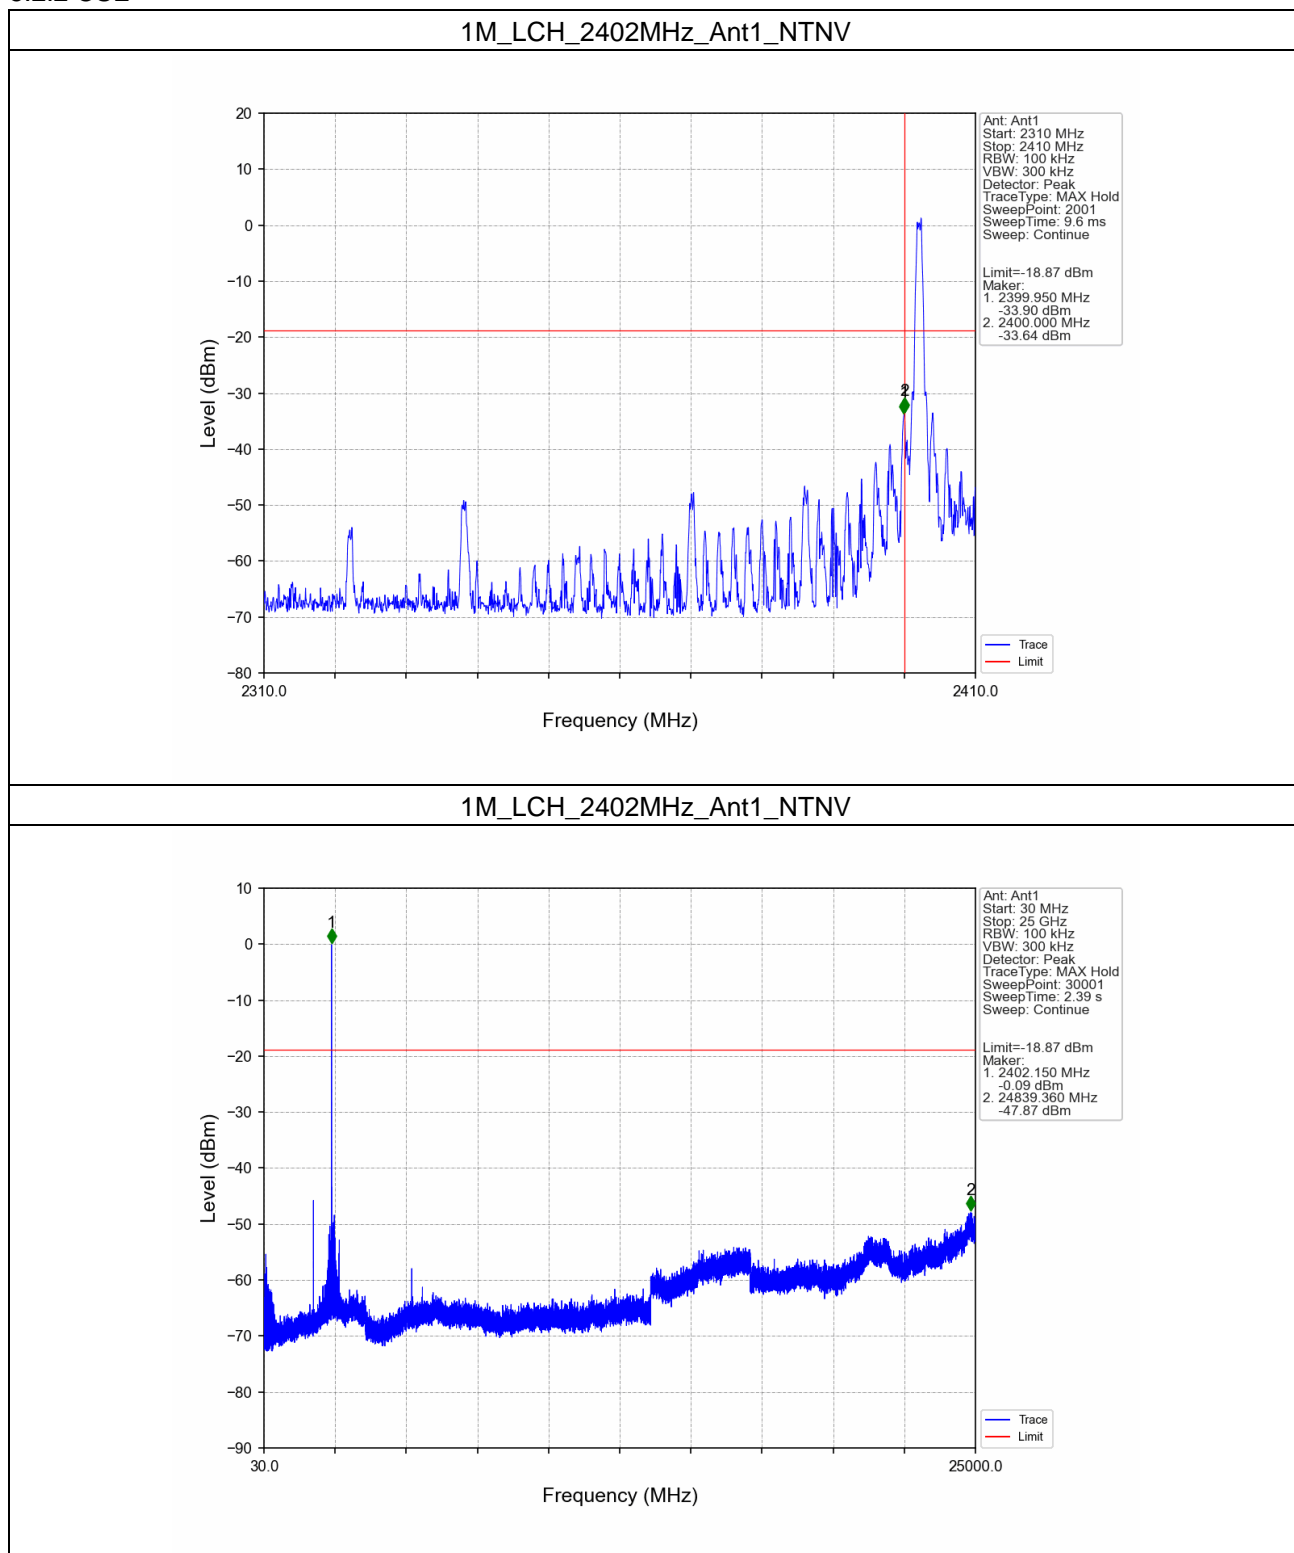 1M_LCH_2402MHz_Ant1_NTNV
20
10
0
−10
−20
−30
−40
−50
−60
−70
−80
Level (dBm)
2310.0
2410.0
Frequency (MHz)
2
Ant: Ant1
Start: 2310 MHz
Stop: 2410 MHz
RBW: 100 kHz
VBW: 300 kHz
Detector: Peak
TraceType: MAX Hold
SweepPoint: 2001
SweepTime: 9.6 ms
Sweep: Continue
Limit=-18.87 dBm
Maker:
1. 2399.950 MHz
-33.90 dBm
2. 2400.000 MHz
-33.64 dBm
Trace
Limit
1M_LCH_2402MHz_Ant1_NTNV
10
0
−10
−20
−30
−40
−50
−60
−70
−80
−90
Level (dBm)
30.0
25000.0
Frequency (MHz)
1
2
Ant: Ant1
Start: 30 MHz
Stop: 25 GHz
RBW: 100 kHz
VBW: 300 kHz
Detector: Peak
TraceType: MAX Hold
SweepPoint: 30001
SweepTime: 2.39 s
Sweep: Continue
Limit=-18.87 dBm
Maker:
1. 2402.150 MHz
-0.09 dBm
2. 24839.360 MHz
-47.87 dBm
Trace
Limit